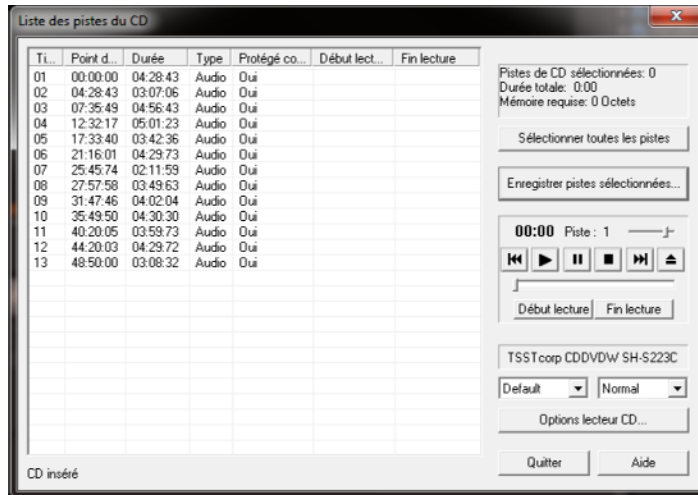 Liste des pistes du CD
Ti... Point d... Durée Type Protégé co... Début lect... Fin lecture
01 00:00:00 04:28:43 Audio Oui
02 04:28:43 03:07:06 Audio Oui
03 07:35:49 04:56:43 Audio Oui
04 12:32:17 05:01:23 Audio Oui
05 17:33:40 03:42:36 Audio Oui
06 21:16:01 04:29:73 Audio Oui
07 25:45:74 02:11:59 Audio Oui
08 27:57:58 03:49:63 Audio Oui
09 31:47:46 04:02:04 Audio Oui
10 35:49:50 04:30:30 Audio Oui
11 40:20:05 03:59:73 Audio Oui
12 44:20:03 04:29:72 Audio Oui
13 48:50:00 03:08:32 Audio Oui
CD inséré
Pistes de CD sélectionnées: 0
Durée totale: 0:00
Mémoire requise: 0 Octets
Sélectionner toutes les pistes
Enregistrer pistes sélectionnées...
00:00 Piste : 1
Début lecture Fin lecture
TSSTcorp CDDVDW SH-S223C
Default Normal
Options lecteur CD...
Quitter Aide